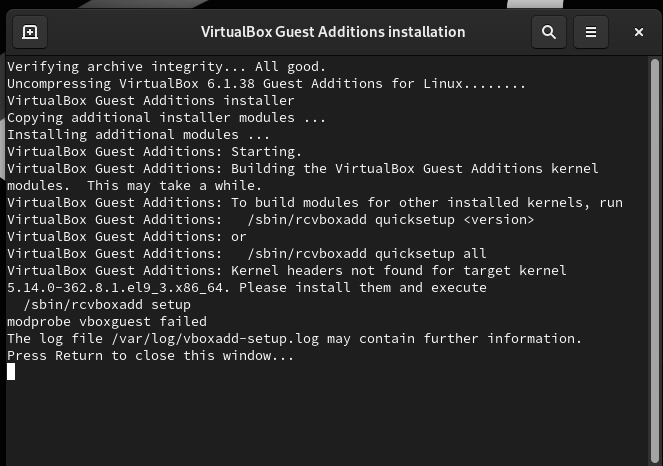 VirtualBox Guest Additions installation
Verifying archive integrity... All good.
Uncompressing VirtualBox 6.1.38 Guest Additions for Linux........
VirtualBox Guest Additions installer
Copying additional installer modules ...
Installing additional modules ...
VirtualBox Guest Additions: Starting.
VirtualBox Guest Additions: Building the VirtualBox Guest Additions kernel
modules.  This may take a while.
VirtualBox Guest Additions: To build modules for other installed kernels, run
VirtualBox Guest Additions:   /sbin/rcvboxadd quicksetup <version>
VirtualBox Guest Additions: or
VirtualBox Guest Additions:   /sbin/rcvboxadd quicksetup all
VirtualBox Guest Additions: Kernel headers not found for target kernel
5.14.0-362.8.1.el9_3.x86_64. Please install them and execute
  /sbin/rcvboxadd setup
modprobe vboxguest failed
The log file /var/log/vboxadd-setup.log may contain further information.
Press Return to close this window...